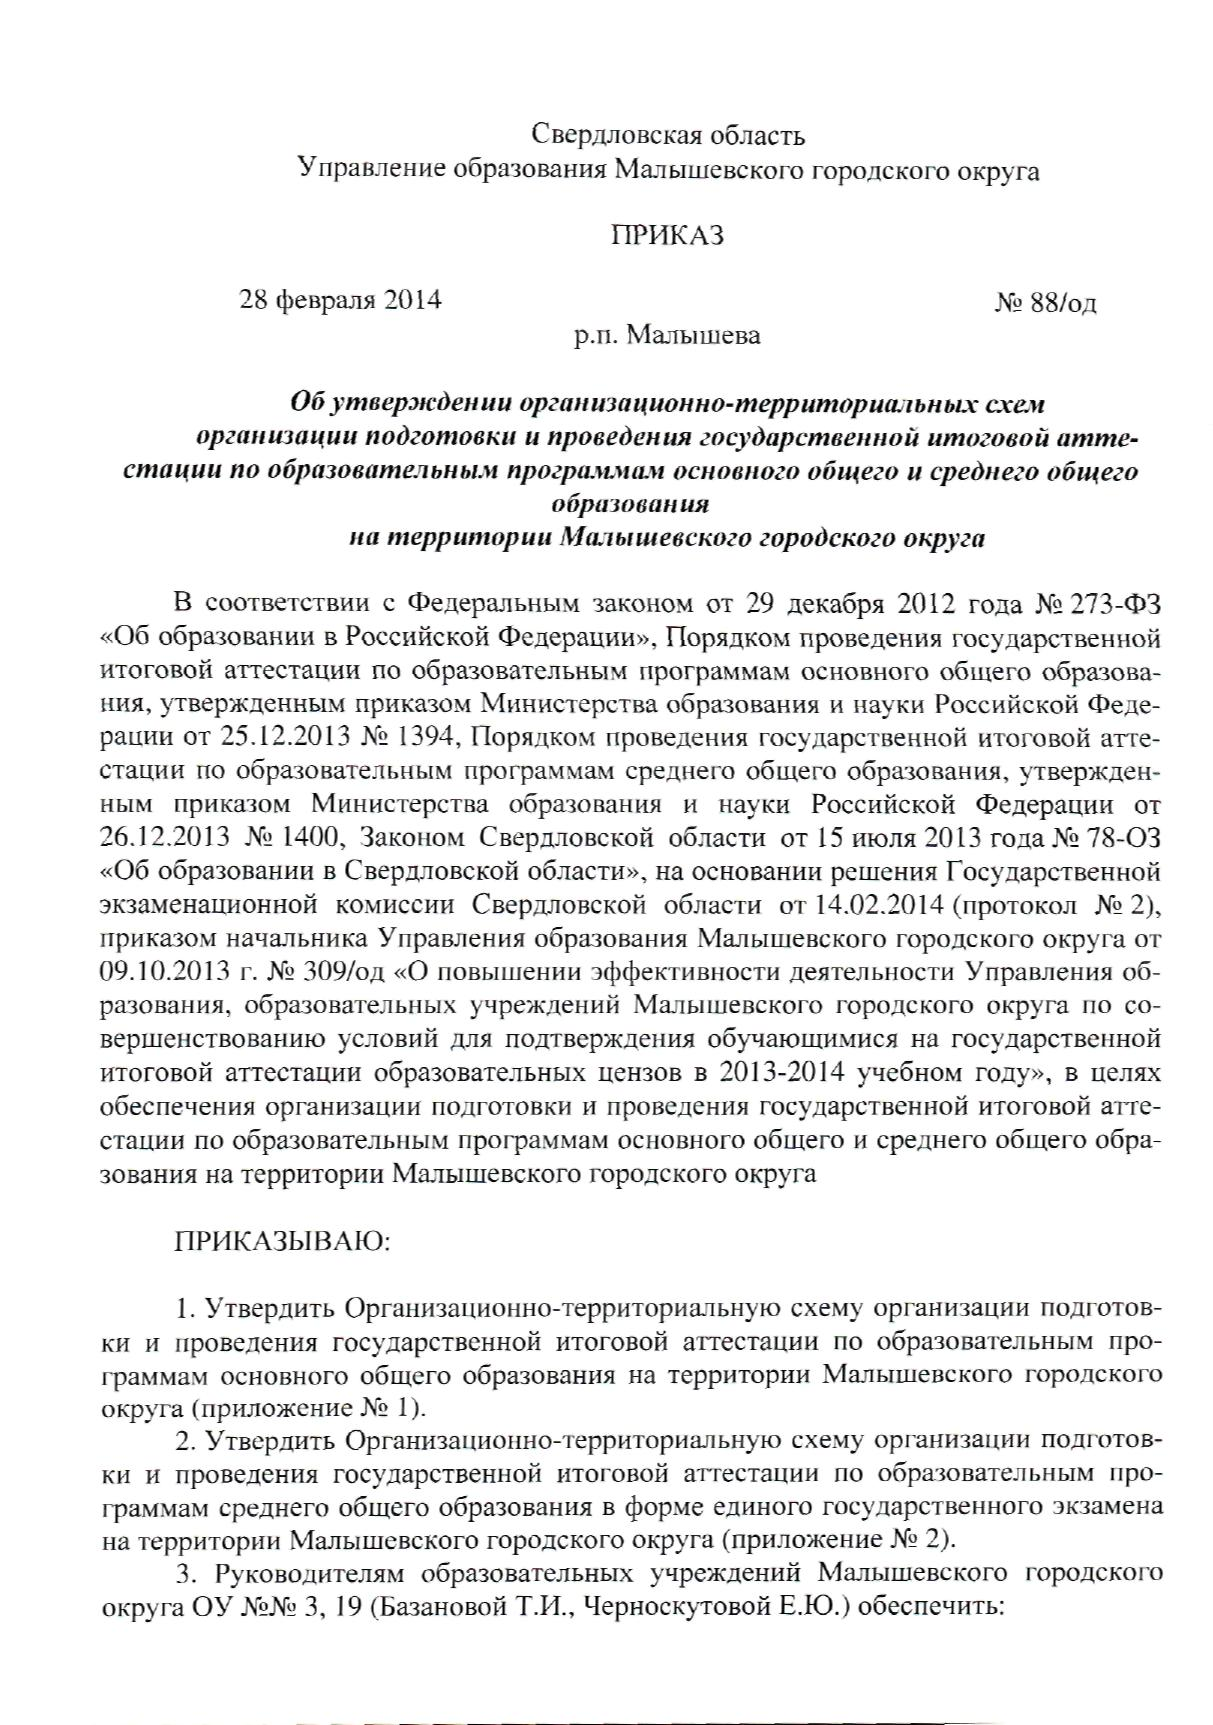 Свердловская область
Управление образования Малышевского городского округа
ПРИКАЗ
28 февраля 2014 № 88/од
р.п. Малышева
Об утверждении организационно-территориальных схем
организации подготовки и проведения государственной итоговой атте-
стации по образовательным программам основного общего и среднего общего
образования
на территории Малышевского городского округа
В соответствии с Федеральным законом от 29 декабря 2012 года № 273-ФЗ
«Об образовании в Российской Федерации», Порядком проведения государственной
итоговой аттестации по образовательным программам основного общего образова-
ния, утвержденным приказом Министерства образования и науки Российской Феде-
рации от 25.12.2013 № 1394, Порядком проведения государственной итоговой атте-
стации по образовательным программам среднего общего образования, утвержден-
ным приказом Министерства образования и науки Российской Федерации от
26.12.2013 № 1400, Законом Свердловской области от 15 июля 2013 года № 78-ОЗ
«Об образовании в Свердловской области», на основании решения Государственной
экзаменационной комиссии Свердловской области от 14.02.2014 (протокол № 2),
приказом начальника Управления образования Малышевского городского округа от
09.10.2013 г. № 309/од «О повышении эффективности деятельности Управления об-
разования, образовательных учреждений Малышевского городского округа по со-
вершенствованию условий для подтверждения обучающимися на государственной
итоговой аттестации образовательных цензов в 2013-2014 учебном году», в целях
обеспечения организации подготовки и проведения государственной итоговой атте-
стации по образовательным программам основного общего и среднего общего обра-
зования на территории Малышевского городского округа
ПРИКАЗЫВАЮ:
1. Утвердить Организационно-территориальную схему организации подготов-
ки и проведения государственной итоговой аттестации по образовательным про-
граммам основного общего образования на территории Малышевского городского
округа (приложение № 1).
2. Утвердить Организационно-территориальную схему организации подготов-
ки и проведения государственной итоговой аттестации по образовательным про-
граммам среднего общего образования в форме единого государственного экзамена
на территории Малышевского городского округа (приложение № 2).
3. Руководителям образовательных учреждений Малышевского городского
округа ОУ №№ 3, 19 (Базановой Т.И., Черноскутовой Е.Ю.) обеспечить: